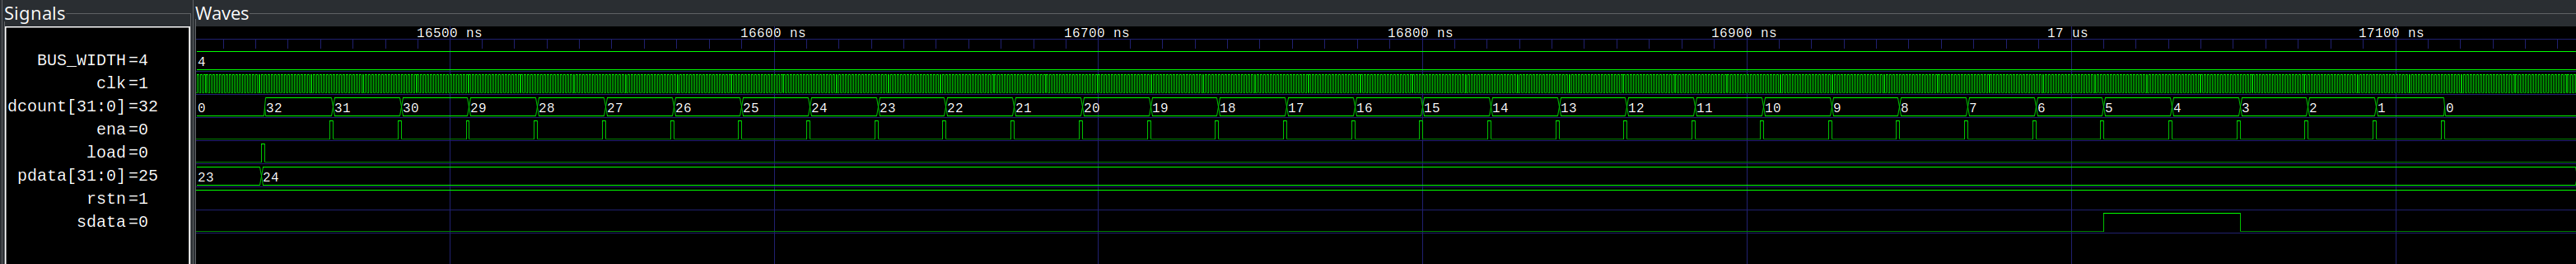 Signals
Waves
16500 ns 16600 ns 16700 ns 16800 ns 16900 ns 17 us 17100 ns
BUS_WIDTH=4 4
clk=1
dcount[31:0]=32 0 32 31 30 29 28 27 26 25 24 23 22 21 20 19 18 17 16 15 14 13 12 11 10 9 8 7 6 5 4 3 2 1 0
ena=0
load=0
pdata[31:0]=25 23 24
rstn=1
sdata=0